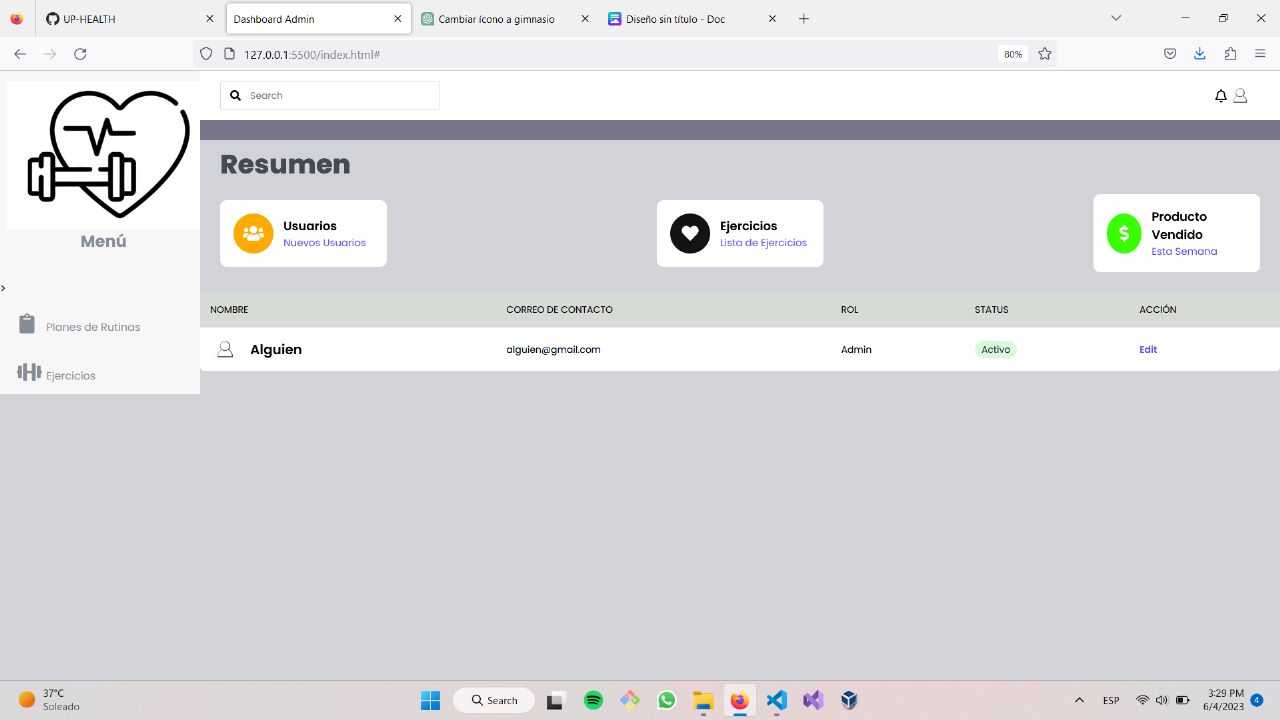 UP-HEALTH
Dashboard Admin
Cambiar ícono a gimnasio
Diseño sin título - Doc
127.0.0.1:5500/index.html#
80%
Search
Menú
>
Planes de Rutinas
Ejercicios
Resumen
Usuarios
Nuevos Usuarios
Ejercicios
Lista de Ejercicios
Producto
Vendido
Esta Semana
$
NOMBRE CORREO DE CONTACTO ROL STATUS ACCIÓN
Alguien alguien@gmail.com Admin Activo Edit
37°C
Soleado
Search
ESP
3:29 PM
6/4/2023
4